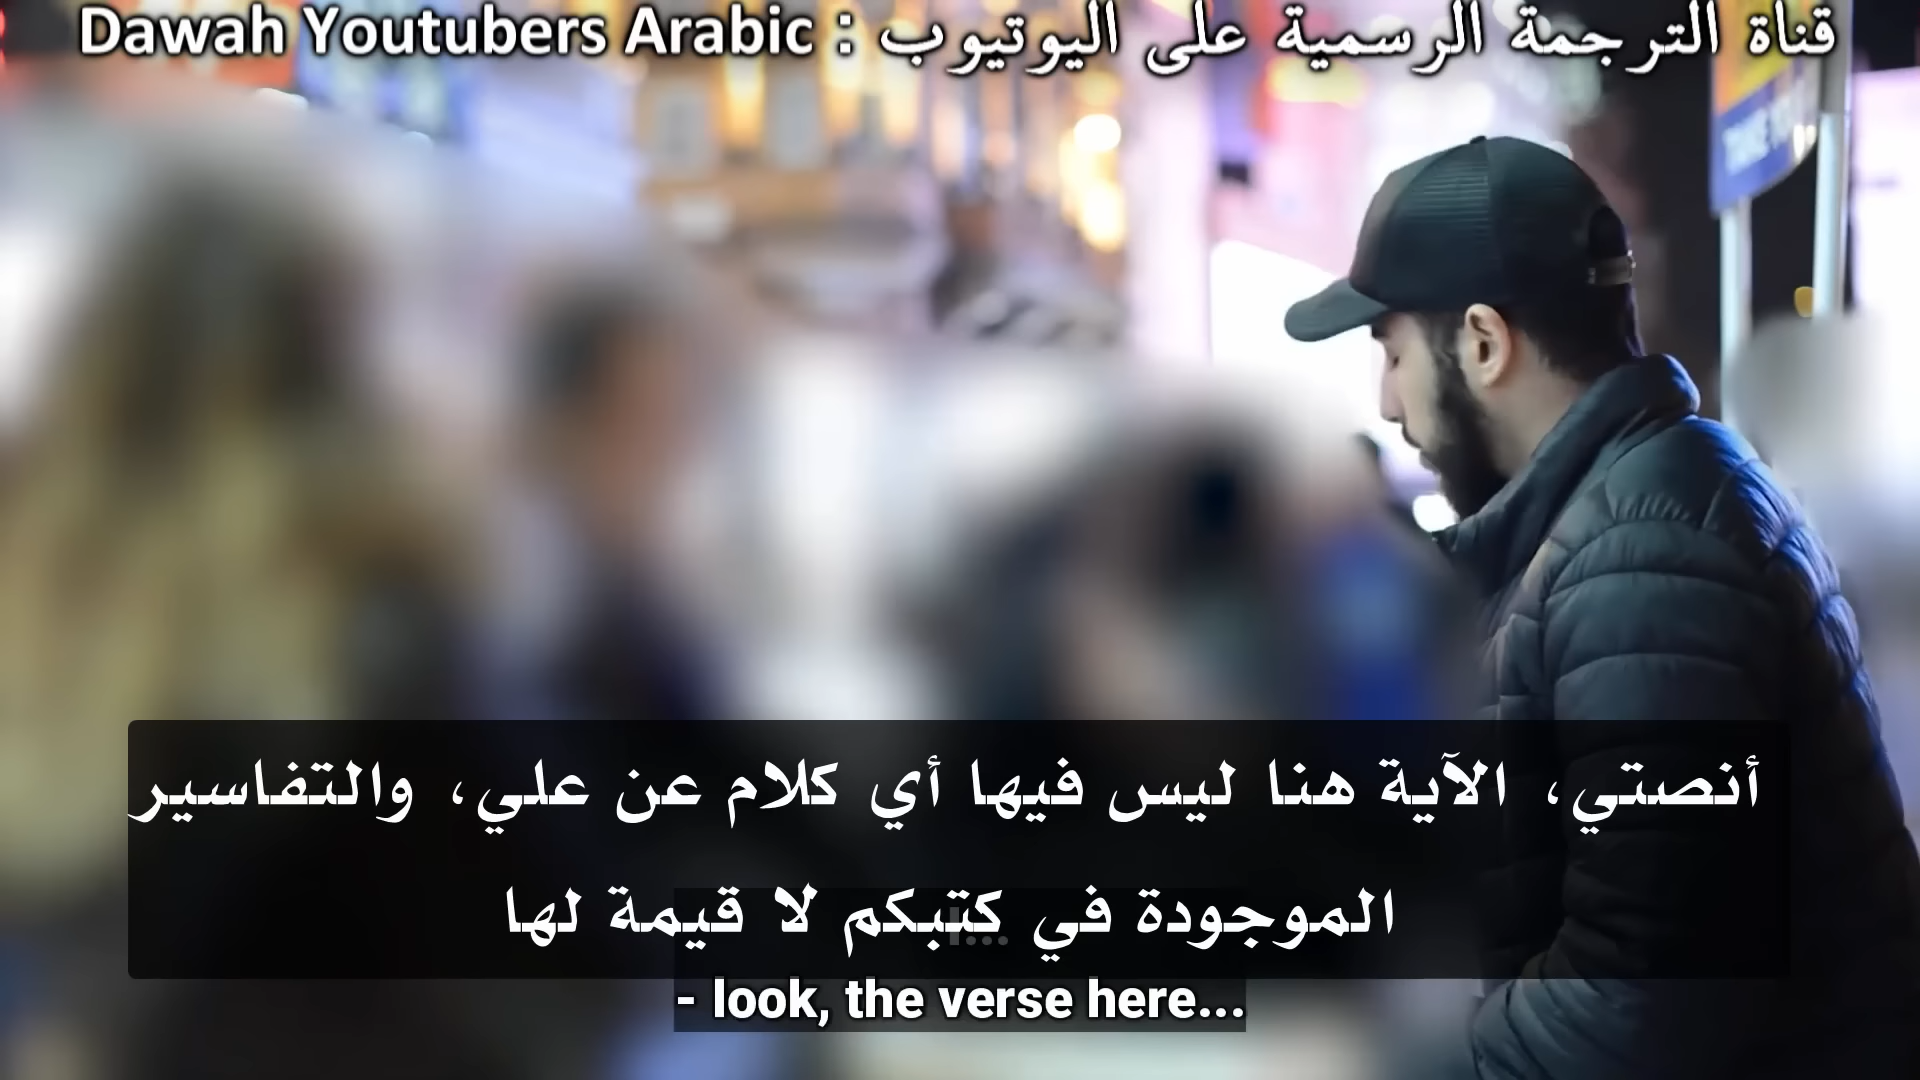 قناة الترجمة الرسمية على اليوتيوب : Dawah Youtubers Arabic
أنصتي، الآية هنا ليس فيها أي كلام عن علي، والتفاسير
الموجودة في كتبكم لا قيمة لها
- look, the verse here...